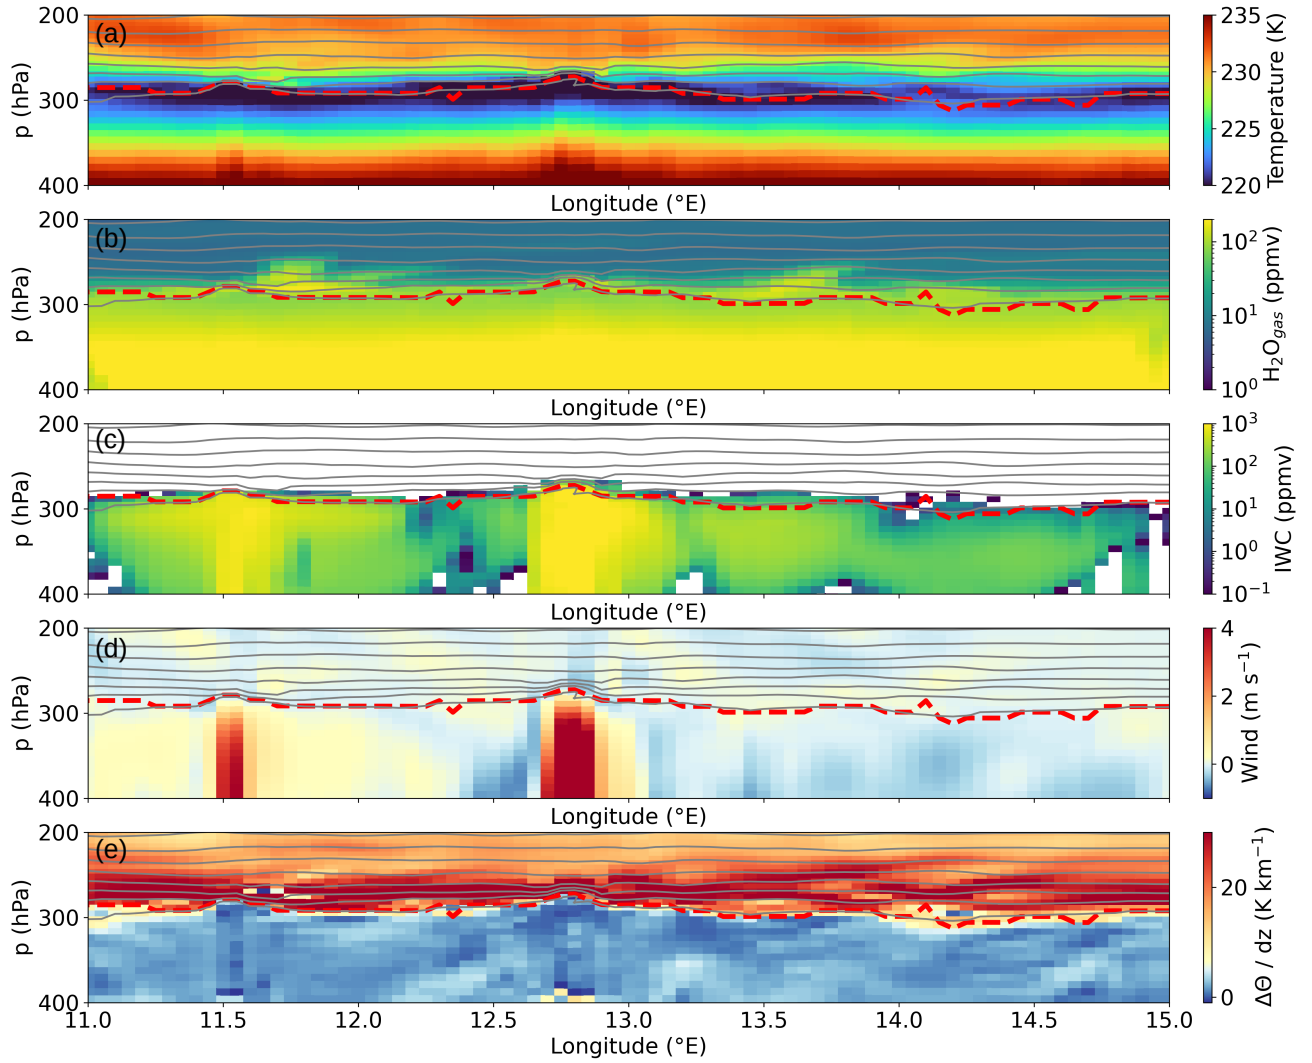 (a)
200
300
400
p (hPa)
Longitude (°E)
235
230
225
220
Temperature (K)
(b)
200
300
400
p (hPa)
Longitude (°E)
10²
10¹
10⁰
H₂O_gas (ppmv)
(c)
200
300
400
p (hPa)
Longitude (°E)
10³
10²
10¹
10⁰
10⁻¹
IWC (ppmv)
(d)
200
300
400
p (hPa)
Longitude (°E)
4
2
0
Wind (m s⁻¹)
(e)
200
300
400
p (hPa)
11.0 11.5 12.0 12.5 13.0 13.5 14.0 14.5 15.0
Longitude (°E)
20
0
ΔΘ / dz (K km⁻¹)